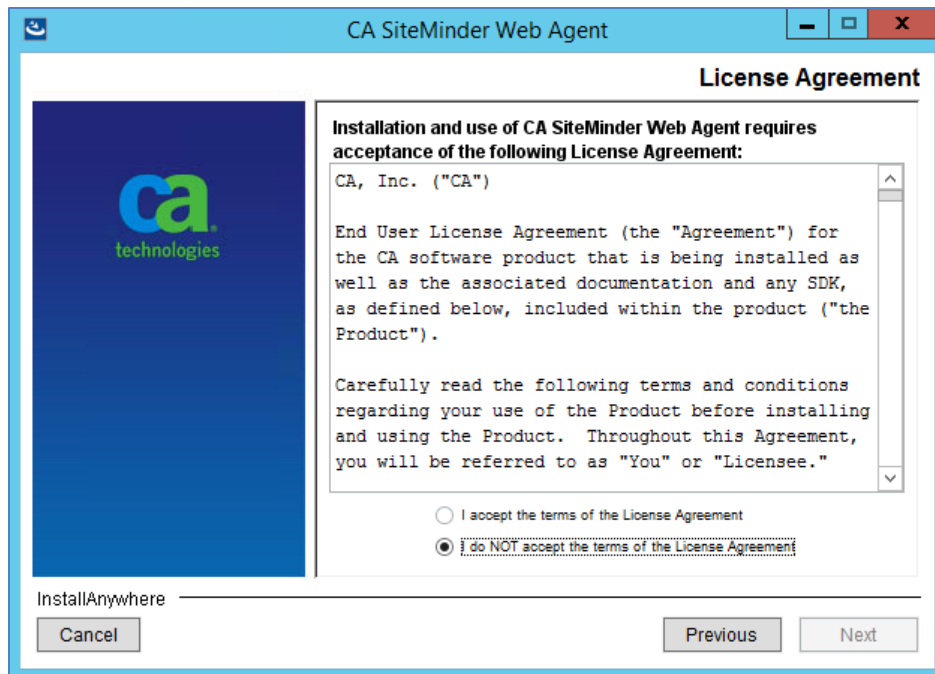 CA SiteMinder Web Agent
License Agreement
ca
technologies
Installation and use of CA SiteMinder Web Agent requires
acceptance of the following License Agreement:
CA, Inc. ("CA")
End User License Agreement (the "Agreement") for
the CA software product that is being installed as
well as the associated documentation and any SDK,
as defined below, included within the product ("the
Product").
Carefully read the following terms and conditions
regarding your use of the Product before installing
and using the Product.  Throughout this Agreement,
you will be referred to as "You" or "Licensee."
I accept the terms of the License Agreement
I do NOT accept the terms of the License Agreement
InstallAnywhere
Cancel
Previous
Next